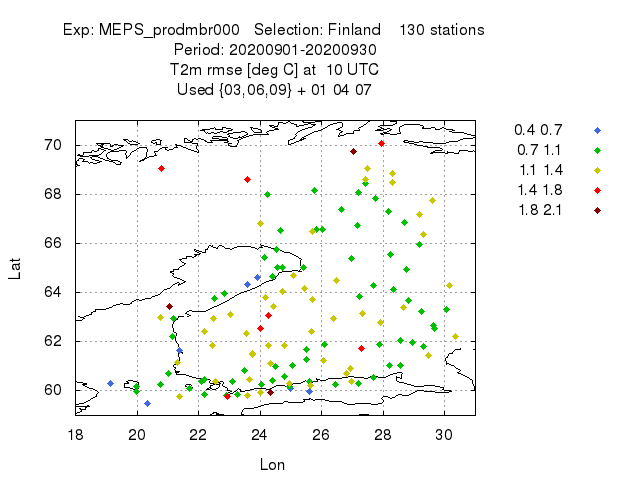 Exp: MEPS_prodmbr000 Selection: Finland 130 stations
Period: 20200901-20200930
T2m rmse [deg C] at 10 UTC
Used {03,06,09} + 01 04 07
0.4 0.7
0.7 1.1
1.1 1.4
1.4 1.8
1.8 2.1
70
68
66
64
62
60
Lat
18 20 22 24 26 28 30
Lon